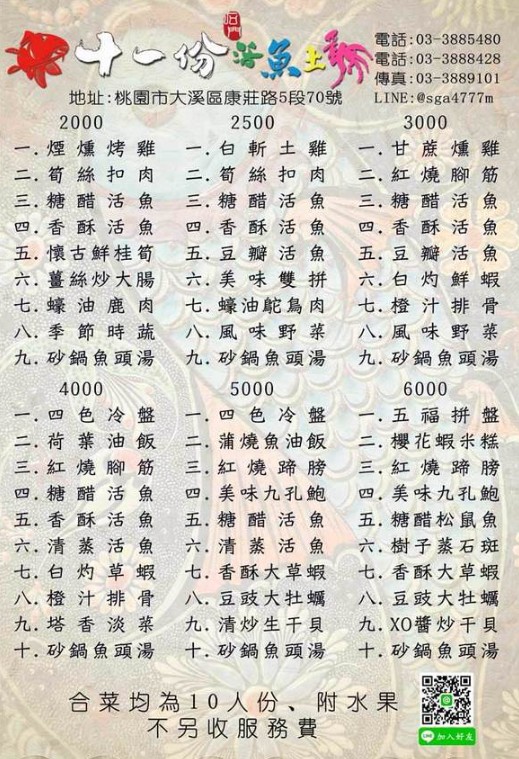 石門
十一份活魚土雞
電話:03-3885480
電話:03-3888428
傳真:03-3889101
地址:桃園市大溪區康莊路5段70號
LINE:@sga4777m
2000
一.煙燻烤雞
二.筍絲扣肉
三.糖醋活魚
四.香酥活魚
五.懷古鮮桂筍
六.薑絲炒大腸
七.蠔油鹿肉
八.季節時蔬
九.砂鍋魚頭湯
2500
一.白斬土雞
二.筍絲扣肉
三.糖醋活魚
四.香酥活魚
五.豆瓣活魚
六.美味雙拼
七.蠔油鴕鳥肉
八.風味野菜
九.砂鍋魚頭湯
3000
一.甘蔗燻雞
二.紅燒腳筋
三.糖醋活魚
四.香酥活魚
五.豆瓣活魚
六.白灼鮮蝦
七.橙汁排骨
八.風味野菜
九.砂鍋魚頭湯
4000
一.四色冷盤
二.荷葉油飯
三.紅燒腳筋
四.糖醋活魚
五.香酥活魚
六.清蒸活魚
七.白灼草蝦
八.橙汁排骨
九.塔香淡菜
十.砂鍋魚頭湯
5000
一.四色冷盤
二.蒲燒魚油飯
三.紅燒蹄膀
四.美味九孔鮑
五.糖醋活魚
六.清蒸活魚
七.香酥大草蝦
八.豆豉大牡蠣
九.清炒生干貝
十.砂鍋魚頭湯
6000
一.五福拼盤
二.櫻花蝦米糕
三.紅燒蹄膀
四.美味九孔鮑
五.糖醋松鼠魚
六.樹子蒸石斑
七.香酥大草蝦
八.豆豉大牡蠣
九.XO醬炒干貝
十.砂鍋魚頭湯
合菜均為10人份、附水果
不另收服務費
LINE 加入好友